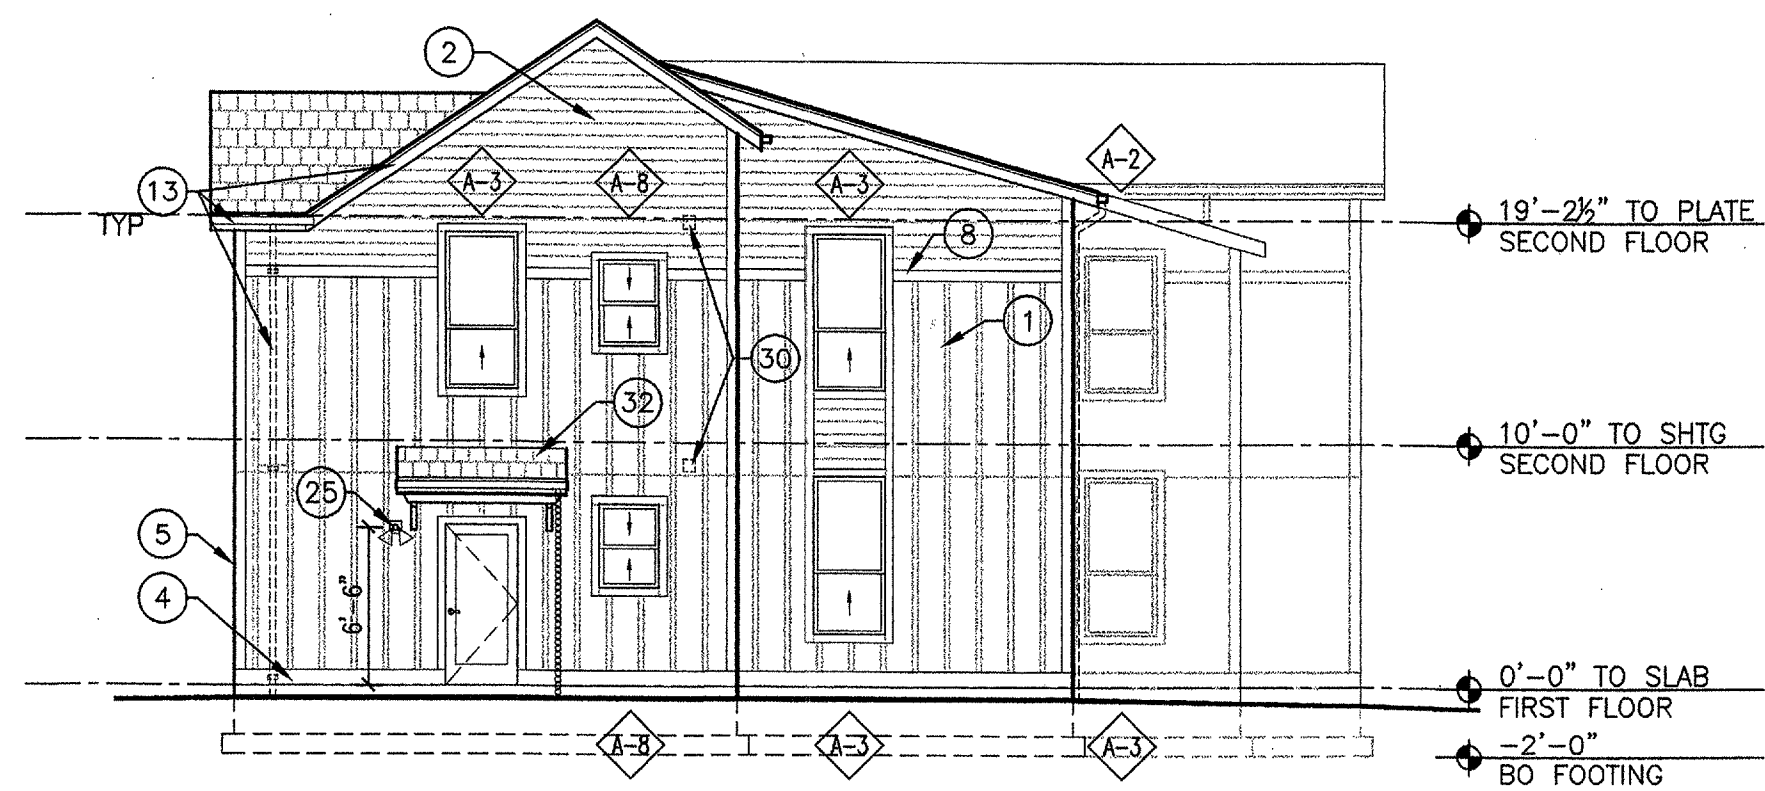 2
A-2
13
A-3
A-8
A-3
TYP
8
19'-2½" TO PLATE
SECOND FLOOR
1
30
32
10'-0" TO SHTG
SECOND FLOOR
25
5
4
6'-6"
0'-0" TO SLAB
FIRST FLOOR
A-8
A-3
A-3
-2'-0"
BO FOOTING